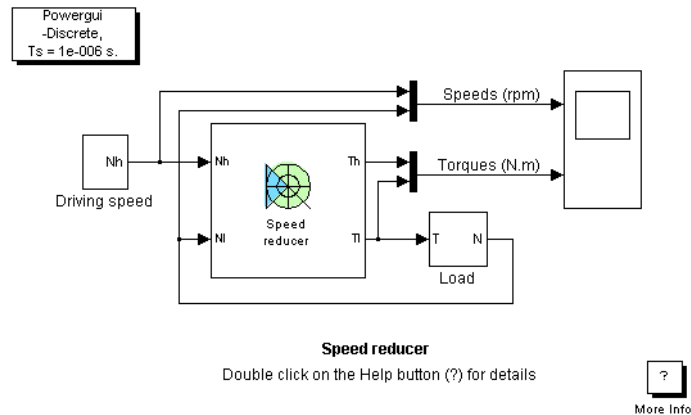 Powergui
-Discrete,
Ts = 1e-006 s.
Speeds (rpm)
Nh
Driving speed
Nh
Th
Torques (N.m)
Speed
reducer
Nl
Tl
T
N
Load
Speed reducer
Double click on the Help button (?) for details
?
More Info